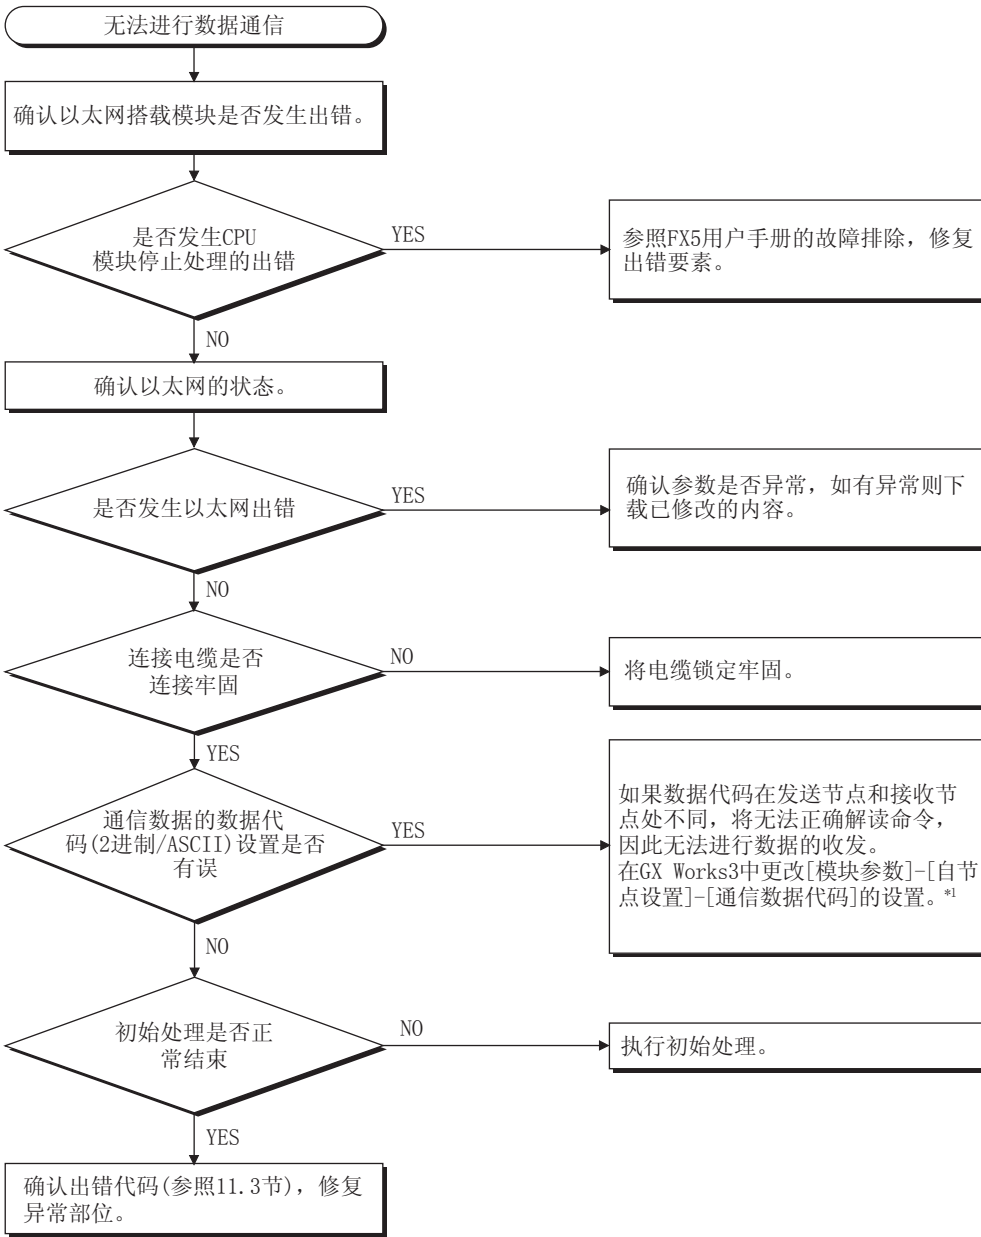 无法进行数据通信
确认以太网搭载模块是否发生出错。
是否发生CPU
模块停止处理的出错
YES
参照FX5用户手册的故障排除，修复
出错要素。
NO
确认以太网的状态。
是否发生以太网出错
YES
确认参数是否异常，如有异常则下
载已修改的内容。
NO
连接电缆是否
连接牢固
NO
将电缆锁定牢固。
YES
通信数据的数据代
码(2进制/ASCII)设置是否
有误
YES
如果数据代码在发送节点和接收节
点处不同，将无法正确解读命令，
因此无法进行数据的收发。
在GX Works3中更改[模块参数]-[自节
点设置]-[通信数据代码]的设置。*1
NO
初始处理是否正
常结束
NO
执行初始处理。
YES
确认出错代码(参照11.3节)，修复
异常部位。